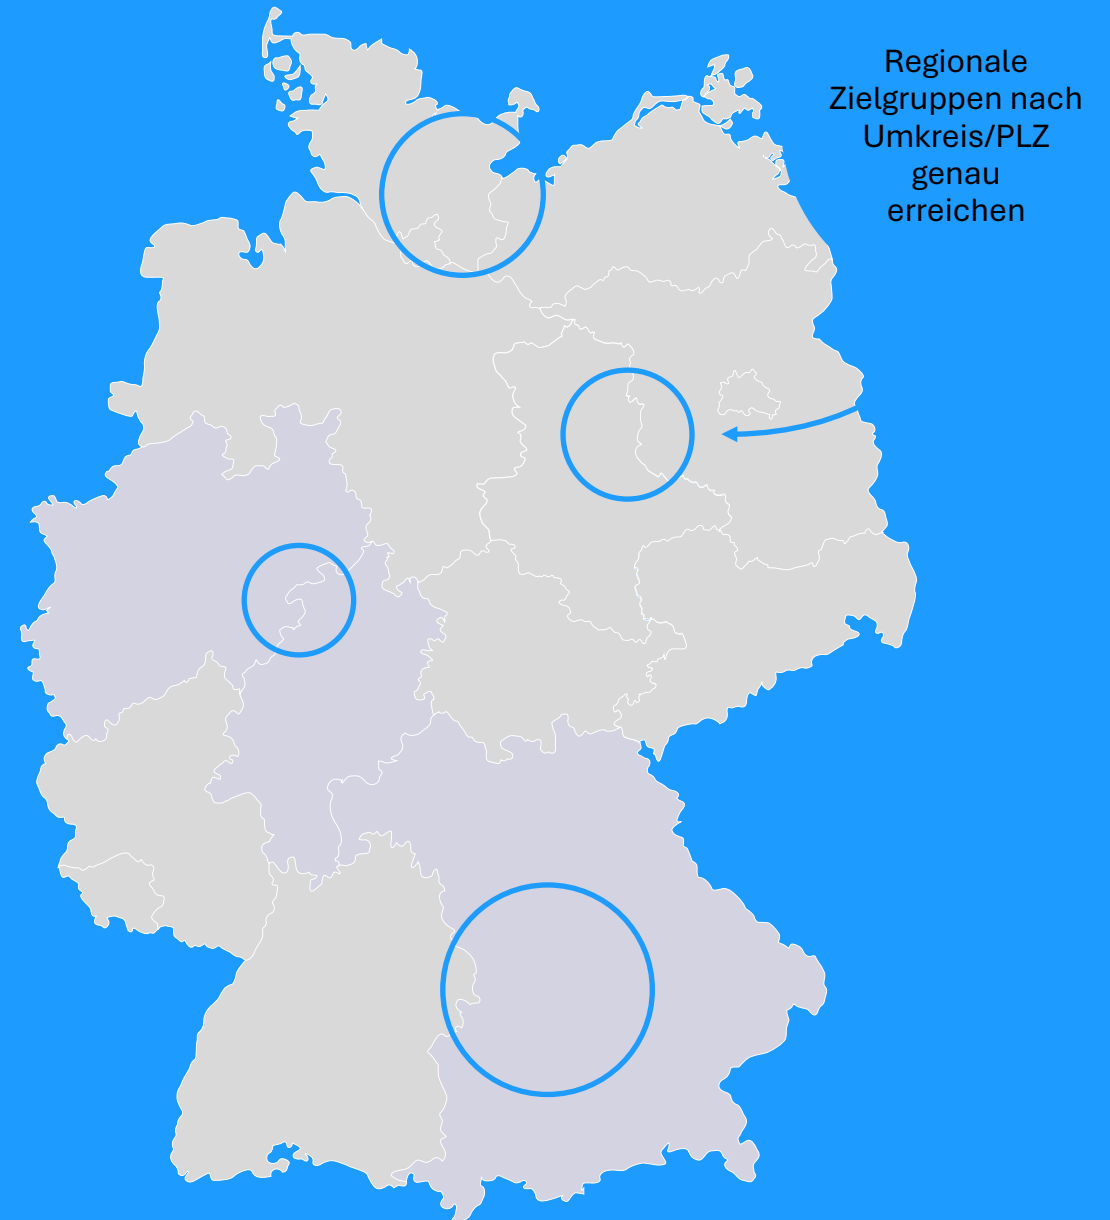 Regionale
Zielgruppen nach
Umkreis/PLZ
genau
erreichen